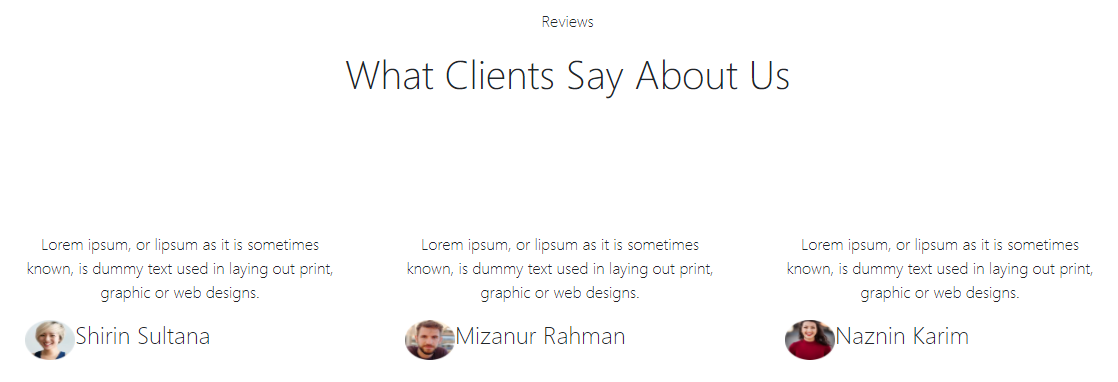 Reviews
What Clients Say About Us
Lorem ipsum, or lipsum as it is sometimes
known, is dummy text used in laying out print,
graphic or web designs.
Shirin Sultana
Lorem ipsum, or lipsum as it is sometimes
known, is dummy text used in laying out print,
graphic or web designs.
Mizanur Rahman
Lorem ipsum, or lipsum as it is sometimes
known, is dummy text used in laying out print,
graphic or web designs.
Naznin Karim